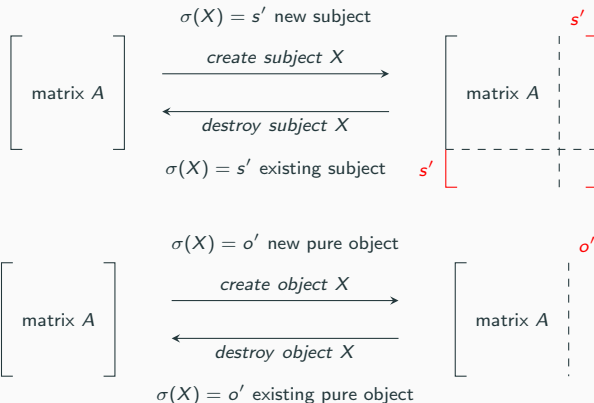 σ(X) = s′ new subject
s′
create subject X
matrix A
matrix A
destroy subject X
σ(X) = s′ existing subject
s′
σ(X) = o′ new pure object
o′
create object X
matrix A
matrix A
destroy object X
σ(X) = o′ existing pure object